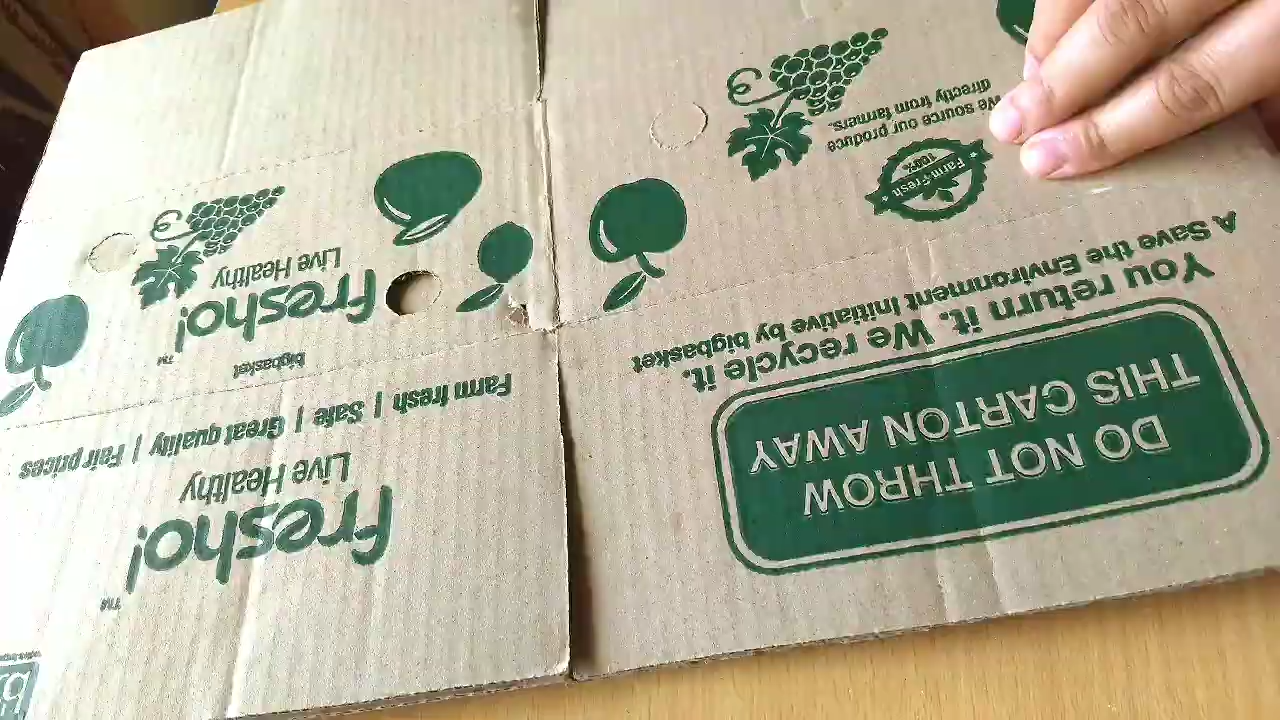 DO NOT THROW
THIS CARTON AWAY
You return it. We recycle it.
A Save the Environment Initiative by bigbasket
Farm-Fresh
100%
We source our produce
directly from farmers.
fresho!™
Live Healthy
Farm fresh | Safe | Great quality | Fair prices
bigbasket
fresho!™
Live Healthy